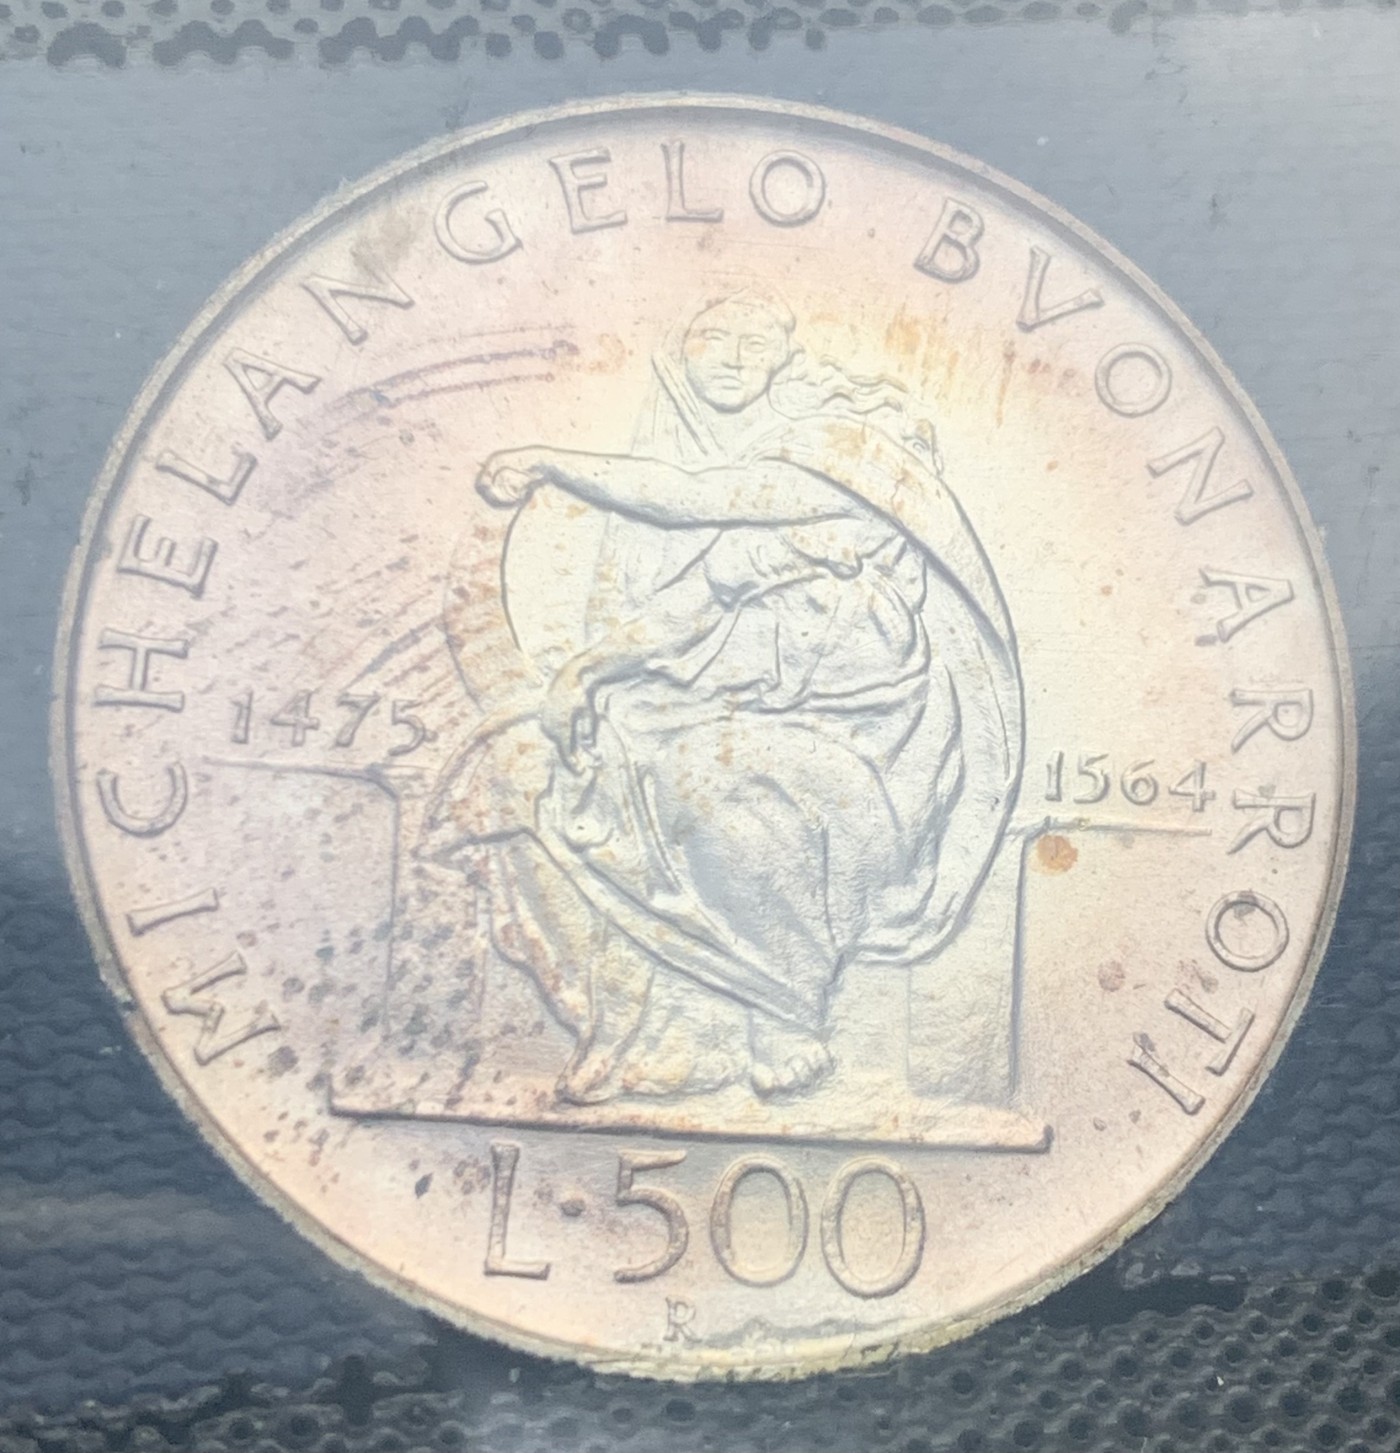 MICHELANGELO BVONARROTI
1475
1564
L·500
R